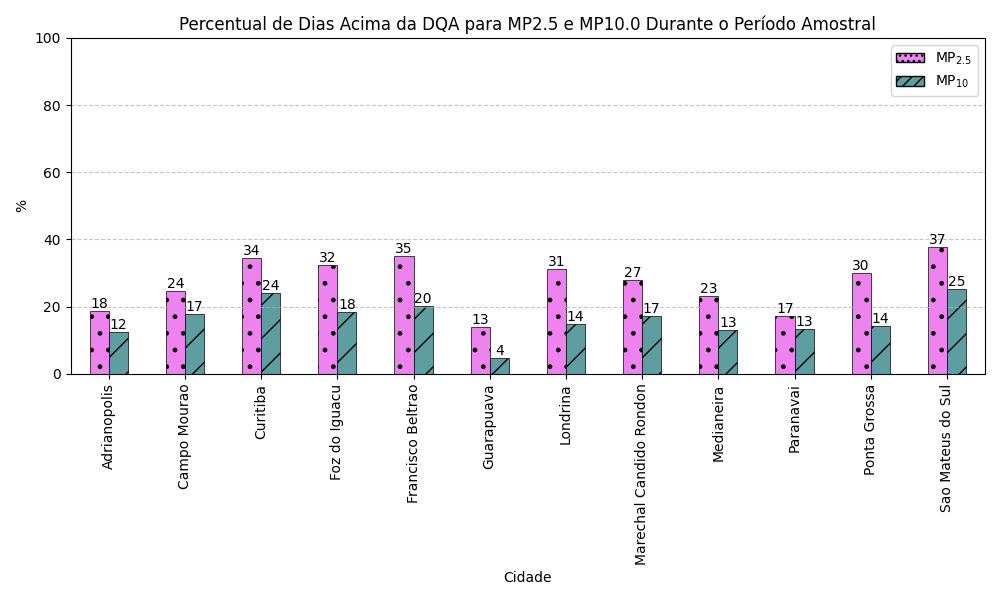 Percentual de Dias Acima da DQA para MP2.5 e MP10.0 Durante o Período Amostral
100
80
60
40
20
0
%
MP2.5
MP10
18 12 24 17 34 24 32 18 35 20 13 4 31 14 27 17 23 13 17 13 30 14 37 25
Adrianopolis
Campo Mourao
Curitiba
Foz do Iguacu
Francisco Beltrao
Guarapuava
Londrina
Marechal Candido Rondon
Medianeira
Paranavai
Ponta Grossa
Sao Mateus do Sul
Cidade